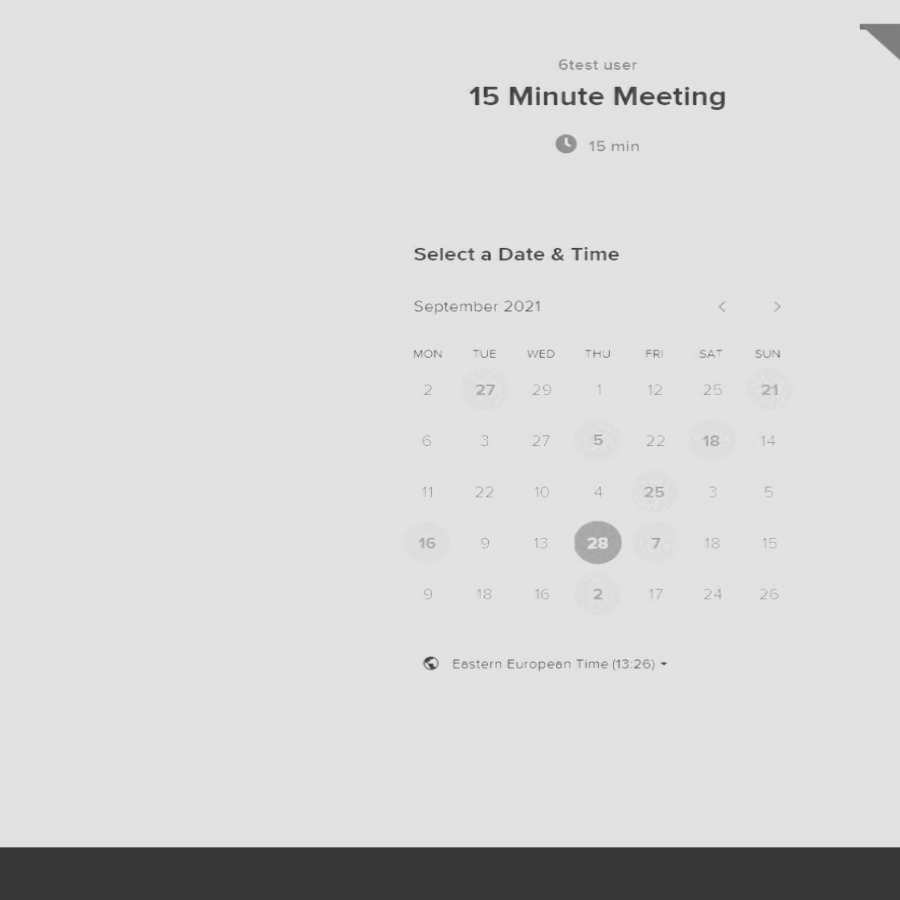 6test user
15 Minute Meeting
15 min
Select a Date & Time
September 2021
MON TUE WED THU FRI SAT SUN
2 27 29 1 12 25 21
6 3 27 5 22 18 14
11 22 10 4 25 3 5
16 9 13 28 7 18 15
9 18 16 2 17 24 26
Eastern European Time (13:26)